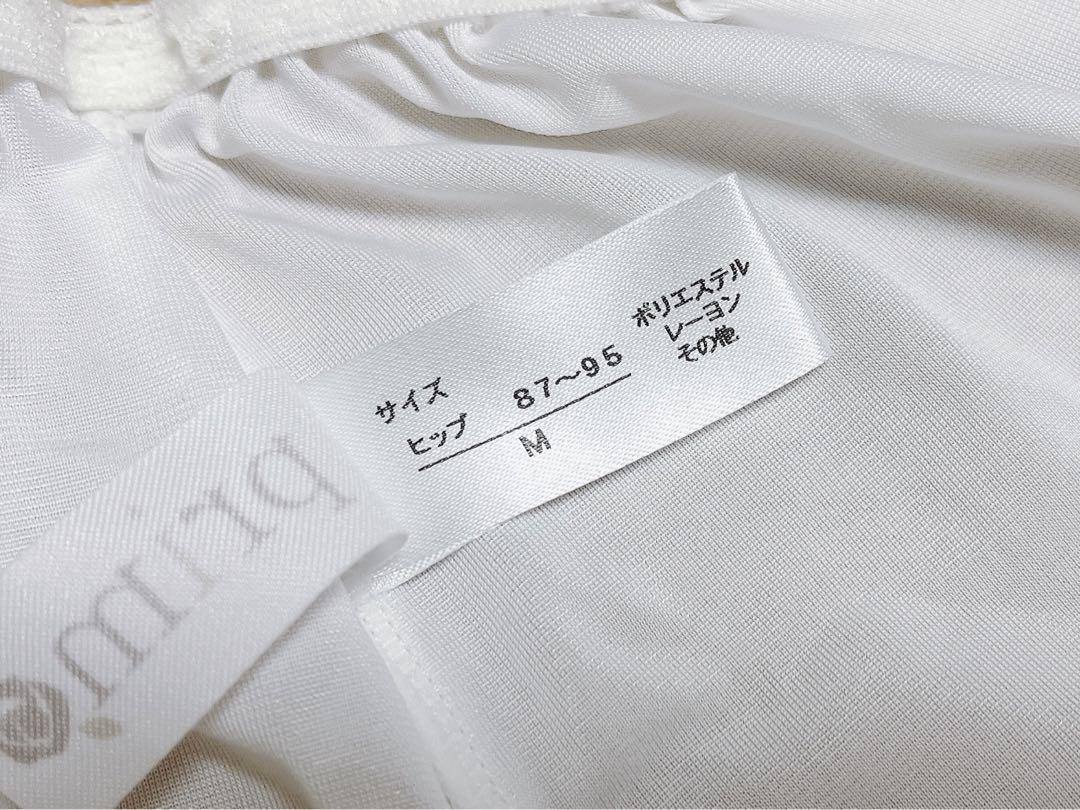 サイズ
ヒップ 87〜95
M
ポリエステル
レーヨン
その他